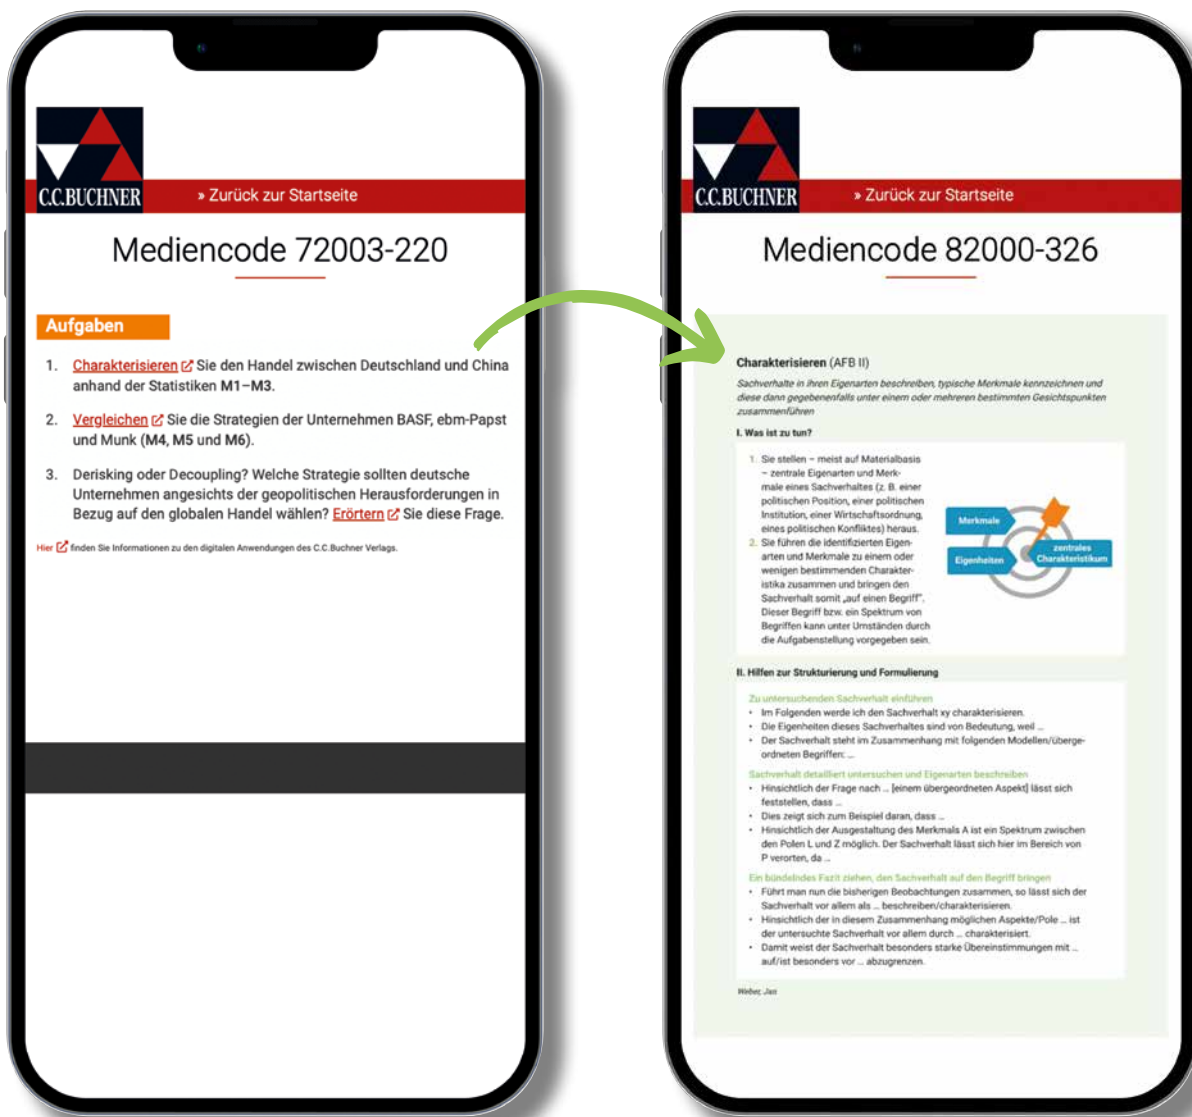 C.C.BUCHNER
» Zurück zur Startseite
Mediencode 72003-220
Aufgaben
1. Charakterisieren Sie den Handel zwischen Deutschland und China
anhand der Statistiken M1–M3.
2. Vergleichen Sie die Strategien der Unternehmen BASF, ebm-Papst
und Munk (M4, M5 und M6).
3. Derisking oder Decoupling? Welche Strategie sollten deutsche
Unternehmen angesichts der geopolitischen Herausforderungen in
Bezug auf den globalen Handel wählen? Erörtern Sie diese Frage.
Hier finden Sie Informationen zu den digitalen Anwendungen des C.C.Buchner Verlags.
C.C.BUCHNER
» Zurück zur Startseite
Mediencode 82000-326
Charakterisieren (AFB II)
Sachverhalte in ihren Eigenarten beschreiben, typische Merkmale kennzeichnen und
diese dann gegebenenfalls unter einem oder mehreren bestimmten Gesichtspunkten
zusammenführen
I. Was ist zu tun?
1. Sie stellen – meist auf Materialbasis
– zentrale Eigenarten und Merk-
male eines Sachverhaltes (z. B. einer
politischen Position, einer politischen
Institution, einer Wirtschaftsordnung,
eines politischen Konfliktes) heraus.
2. Sie führen die identifizierten Eigen-
arten und Merkmale zu einem oder
wenigen bestimmenden Charakter-
istika zusammen und bringen den
Sachverhalt somit „auf einen Begriff".
Dieser Begriff bzw. ein Spektrum von
Begriffen kann unter Umständen durch
die Aufgabenstellung vorgegeben sein.
Merkmale
Eigenheiten
zentrales
Charakteristikum
II. Hilfen zur Strukturierung und Formulierung
Zu untersuchenden Sachverhalt einführen
• Im Folgenden werde ich den Sachverhalt xy charakterisieren.
• Die Eigenheiten dieses Sachverhaltes sind von Bedeutung, weil ...
• Der Sachverhalt steht im Zusammenhang mit folgenden Modellen/überge-
ordneten Begriffen: ...
Sachverhalt detailliert untersuchen und Eigenarten beschreiben
• Hinsichtlich der Frage nach ... [einem übergeordneten Aspekt] lässt sich
feststellen, dass ...
• Dies zeigt sich zum Beispiel daran, dass ...
• Hinsichtlich der Ausgestaltung des Merkmals A ist ein Spektrum zwischen
den Polen L und Z möglich. Der Sachverhalt lässt sich hier im Bereich von
P verorten, da ...
Ein bündelndes Fazit ziehen, den Sachverhalt auf den Begriff bringen
• Führt man nun die bisherigen Beobachtungen zusammen, so lässt sich der
Sachverhalt vor allem als ... beschreiben/charakterisieren.
• Hinsichtlich der in diesem Zusammenhang möglichen Aspekte/Pole ... ist
der untersuchte Sachverhalt vor allem durch ... charakterisiert.
• Damit weist der Sachverhalt besonders starke Übereinstimmungen mit ...
auf/ist besonders vor ... abzugrenzen.
Weber, Jan